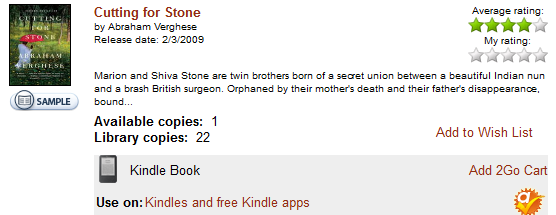 CUTTING
FOR
STONE
ABRAHAM
VERGHESE
SAMPLE
Cutting for Stone
by Abraham Verghese
Release date: 2/3/2009
Average rating:
My rating:
Marion and Shiva Stone are twin brothers born of a secret union between a beautiful Indian nun
and a brash British surgeon. Orphaned by their mother's death and their father's disappearance,
bound...
Available copies: 1
Library copies: 22
Add to Wish List
Kindle Book
Add 2Go Cart
Use on: Kindles and free Kindle apps